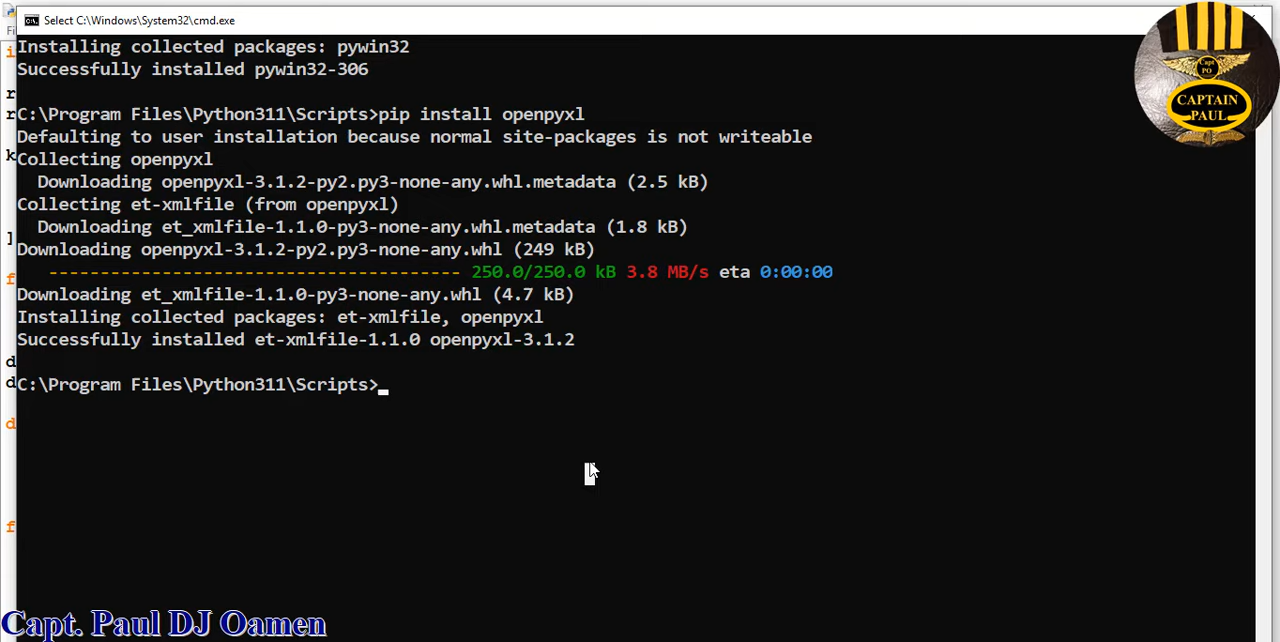 Select C:\Windows\System32\cmd.exe
Installing collected packages: pywin32
Successfully installed pywin32-306
C:\Program Files\Python311\Scripts>pip install openpyxl
Defaulting to user installation because normal site-packages is not writeable
Collecting openpyxl
Downloading openpyxl-3.1.2-py2.py3-none-any.whl.metadata (2.5 kB)
Collecting et-xmlfile (from openpyxl)
Downloading et_xmlfile-1.1.0-py3-none-any.whl.metadata (1.8 kB)
Downloading openpyxl-3.1.2-py2.py3-none-any.whl (249 kB)
---------------------------------------- 250.0/250.0 kB 3.8 MB/s eta 0:00:00
Downloading et_xmlfile-1.1.0-py3-none-any.whl (4.7 kB)
Installing collected packages: et-xmlfile, openpyxl
Successfully installed et-xmlfile-1.1.0 openpyxl-3.1.2
C:\Program Files\Python311\Scripts>
Capt
PO
CAPTAIN
PAUL
Capt. Paul DJ Oamen